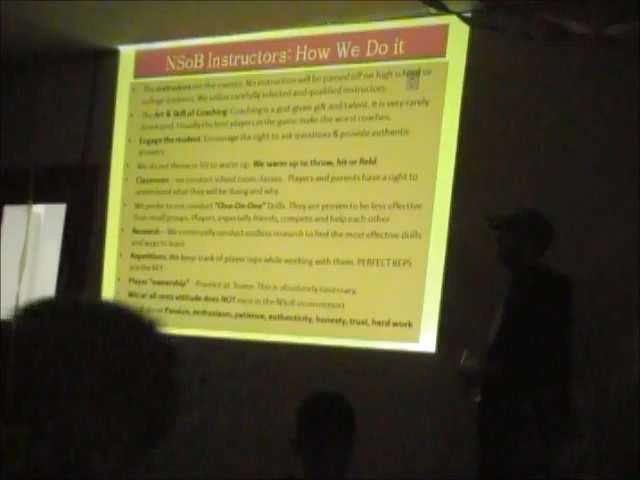 NSoB Instructors: How We Do it
The instructors are the owners. No instruction will be passed off on high school or
college students. We utilize carefully selected and qualified instructors.
The Art & Skill of Coaching: Coaching is a god given gift and talent. It is very rarely
developed. Usually the best players in the game make the worst coaches.
Engage the student: Encourage the right to ask questions & provide authentic
answers
We do not throw or hit to warm up. We warm up to throw, hit or field.
Classroom – we conduct school room classes. Players and parents have a right to
understand what they will be doing and why.
We prefer to not conduct "One-On-One" Drills. They are proven to be less effective
than small groups. Players, especially friends, compete and help each other
Research – We continually conduct endless research to find the most effective drills
and ways to learn
Repetitions: We keep track of player reps while working with them. PERFECT REPS
are the KEY
Player "ownership" - Practice at home. This is absolutely necessary.
Win at all costs attitude does NOT exist in the NSoB environment
Passion, enthusiasm, patience, authenticity, honesty, trust, hard work